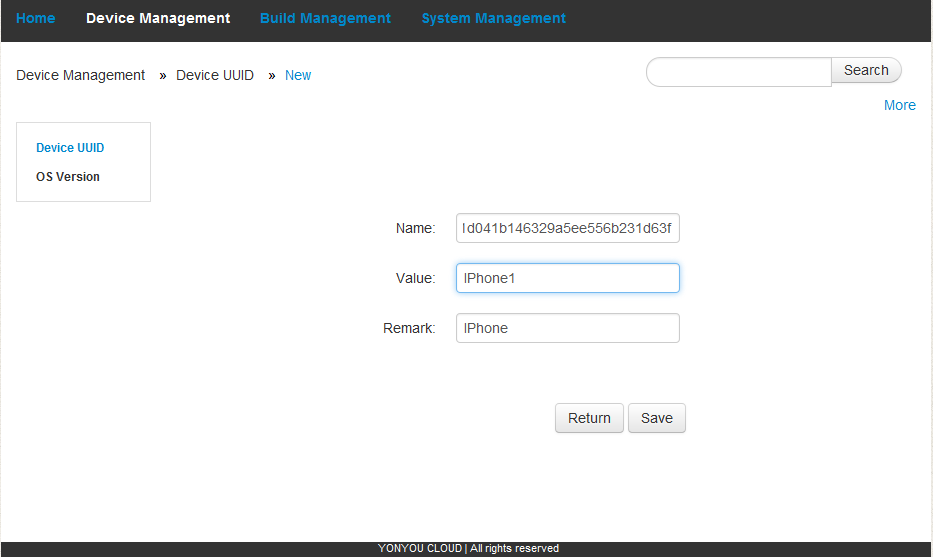 Home Device Management Build Management System Management
Device Management » Device UUID » New Search
More
Device UUID
OS Version
Name: 1d041b146329a5ee556b231d63f
Value: IPhone1
Remark: IPhone
Return Save
YONYOU CLOUD | All rights reserved